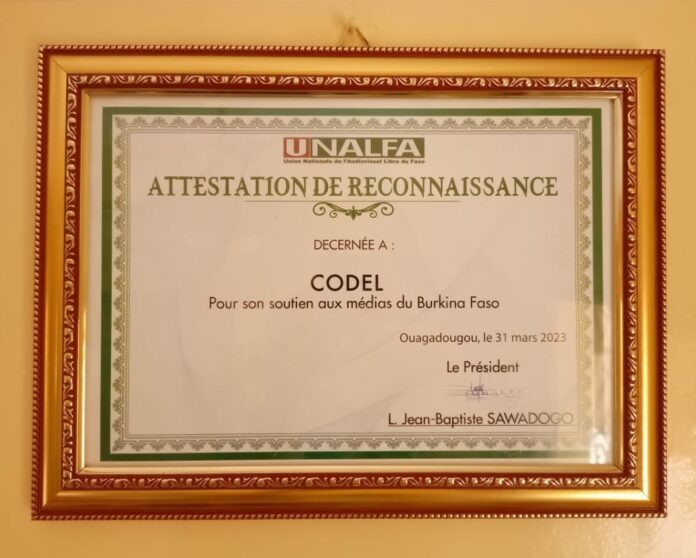 UNALFA
Union Nationale de l'Audiovisuel Libre du Faso
ATTESTATION DE RECONNAISSANCE
DECERNÉE A :
CODEL
Pour son soutien aux médias du Burkina Faso
Ouagadougou, le 31 mars 2023
Le Président
L. Jean-Baptiste SAWADOGO